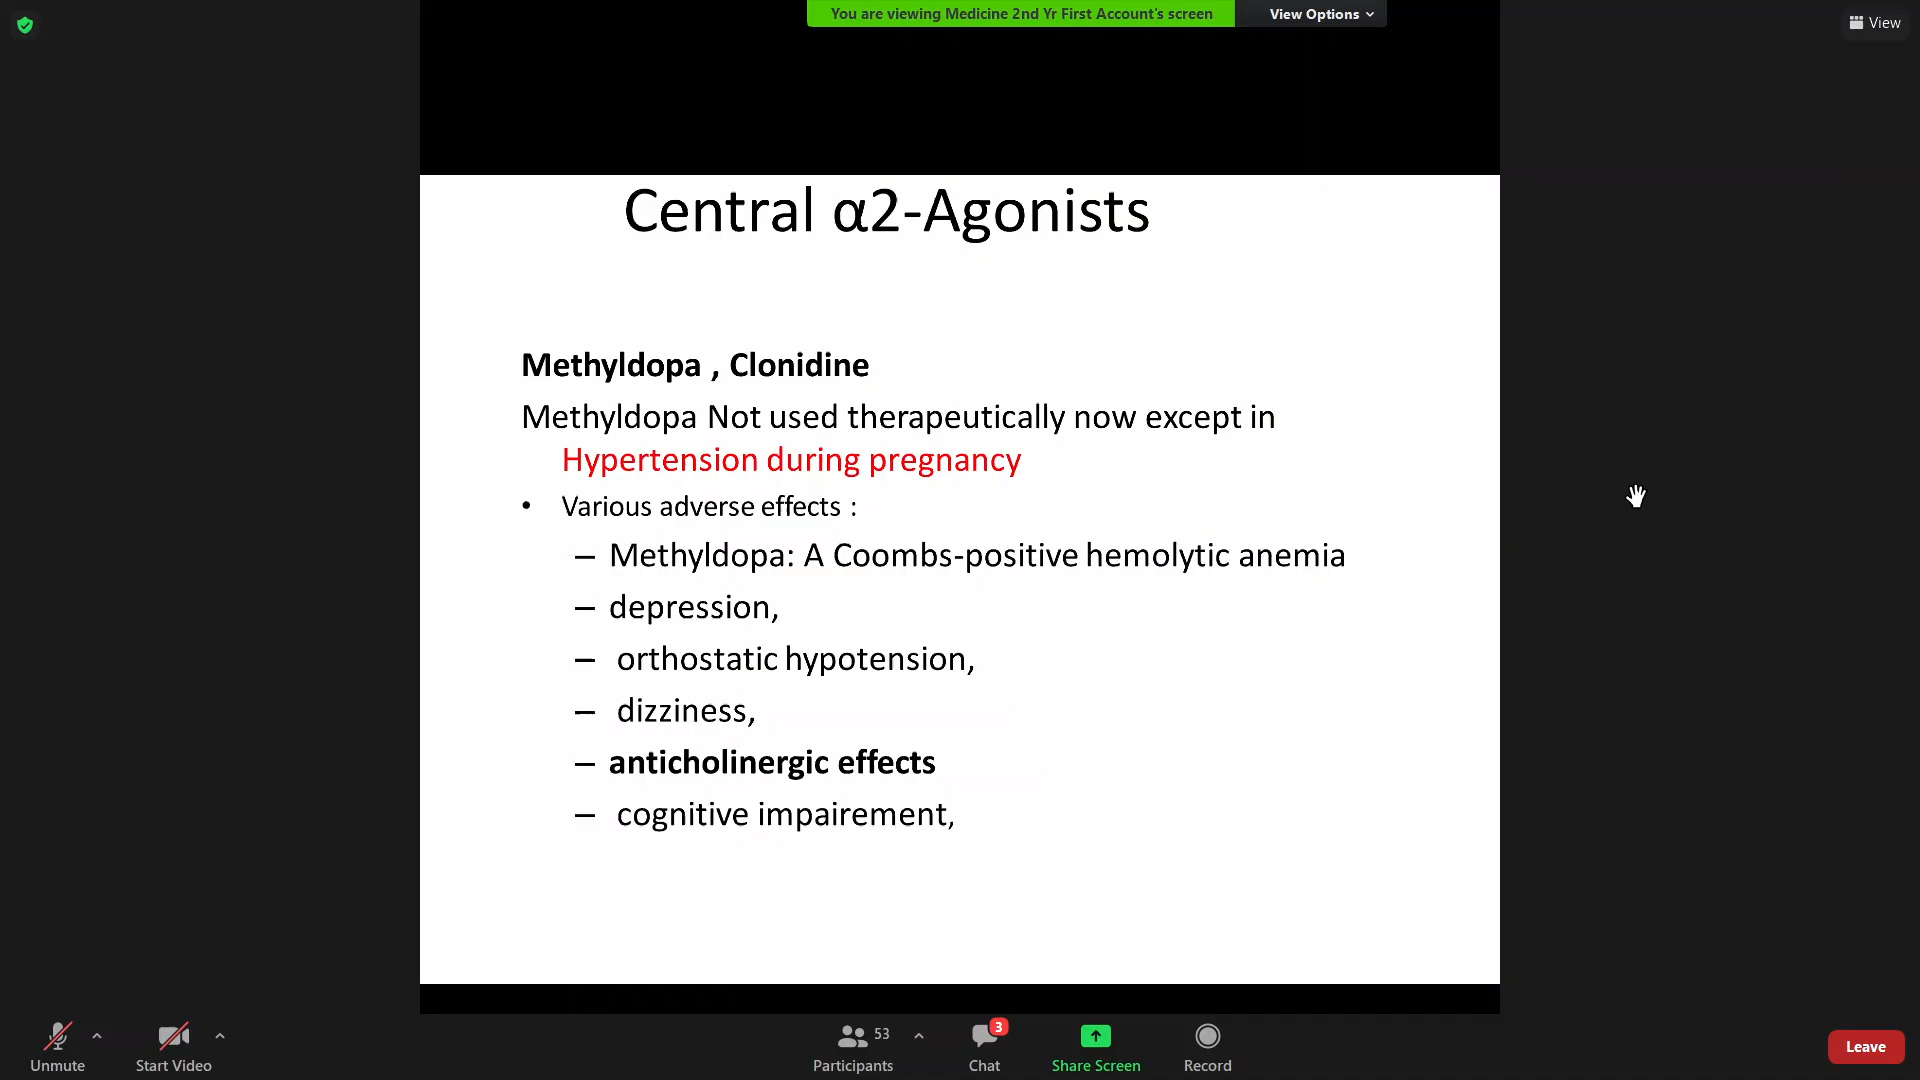 You are viewing Medicine 2nd Yr First Account's screen
View Options
View
Central α2-Agonists
Methyldopa , Clonidine
Methyldopa Not used therapeutically now except in
Hypertension during pregnancy
• Various adverse effects :
– Methyldopa: A Coombs-positive hemolytic anemia
– depression,
– orthostatic hypotension,
– dizziness,
– anticholinergic effects
– cognitive impairement,
Unmute
Start Video
53
Participants
3
Chat
Share Screen
Record
Leave